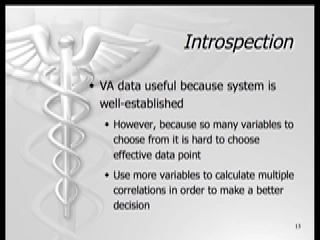 Introspection
• VA data useful because system is
well-established
• However, because so many variables to
choose from it is hard to choose
effective data point
• Use more variables to calculate multiple
correlations in order to make a better
decision
13